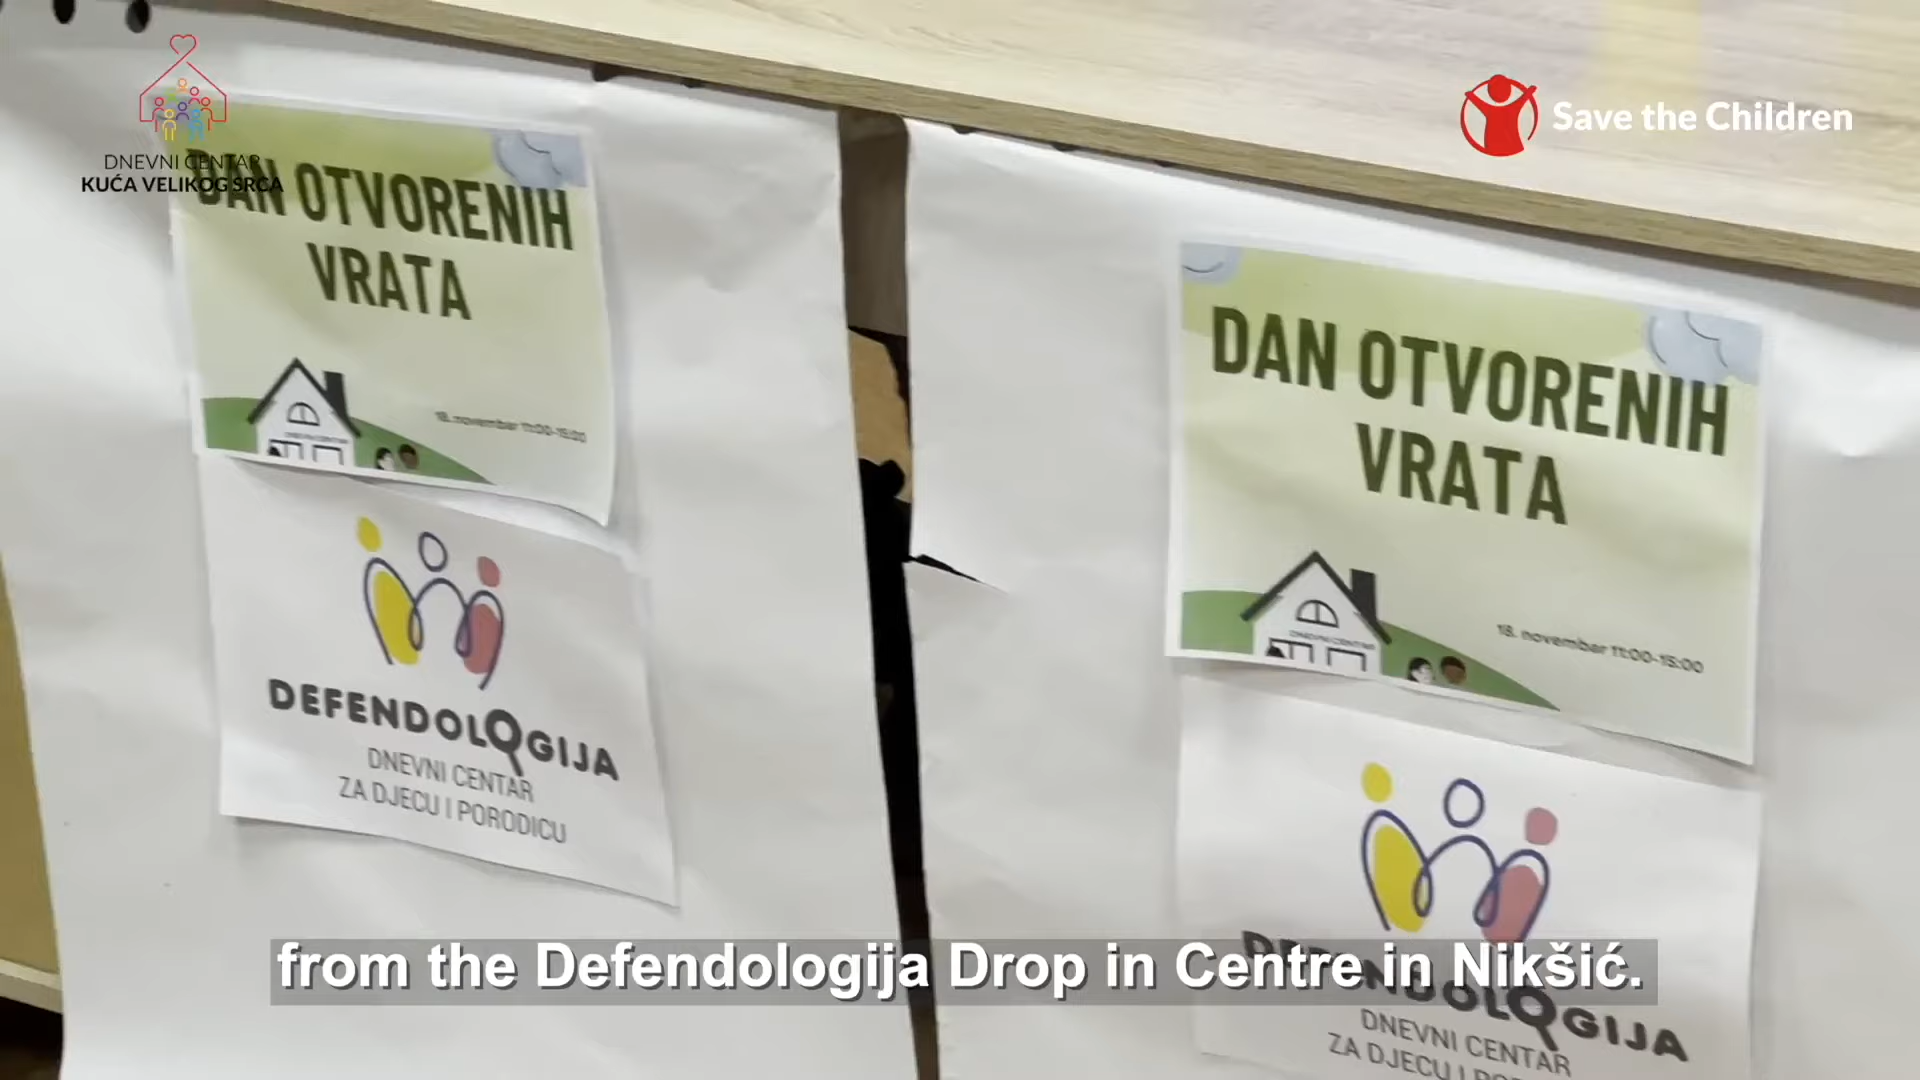 DNEVNI CENTAR
KUĆA VELIKOG SRCA
Save the Children
DAN OTVORENIH
VRATA
18. novembar 11:00-15:00
DEFENDOLOGIJA
DNEVNI CENTAR
ZA DJECU I PORODICU
DAN OTVORENIH
VRATA
DNEVNI CENTAR
18. novembar 11:00-15:00
DEFENDOLOGIJA
DNEVNI CENTAR
ZA DJECU I
from the Defendologija Drop in Centre in Nikšić.